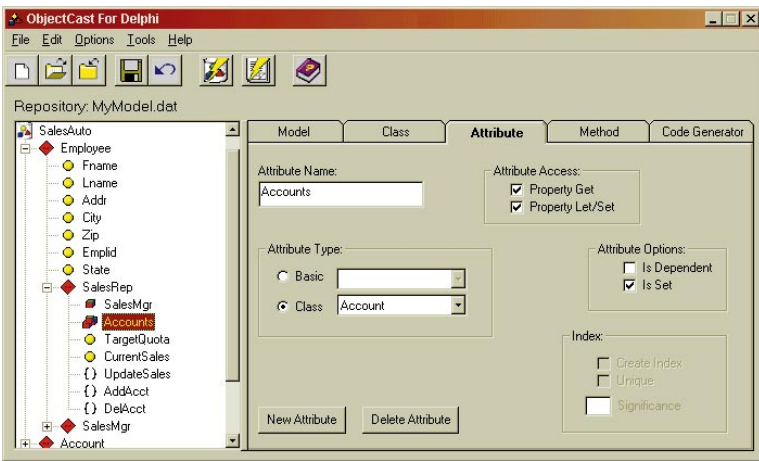 ObjectCast For Delphi
File Edit Options Tools Help
Repository: MyModel.dat
SalesAuto
Employee
Fname
Lname
Addr
City
Zip
Emplid
State
SalesRep
SalesMgr
Accounts
TargetQuota
CurrentSales
{} UpdateSales
{} AddAcct
{} DelAcct
SalesMgr
Account
Model Class Attribute Method Code Generator
Attribute Name:
Accounts
Attribute Access:
Property Get
Property Let/Set
Attribute Type:
Basic
Class Account
Attribute Options:
Is Dependent
Is Set
Index:
Create Index
Unique
Significance
New Attribute Delete Attribute